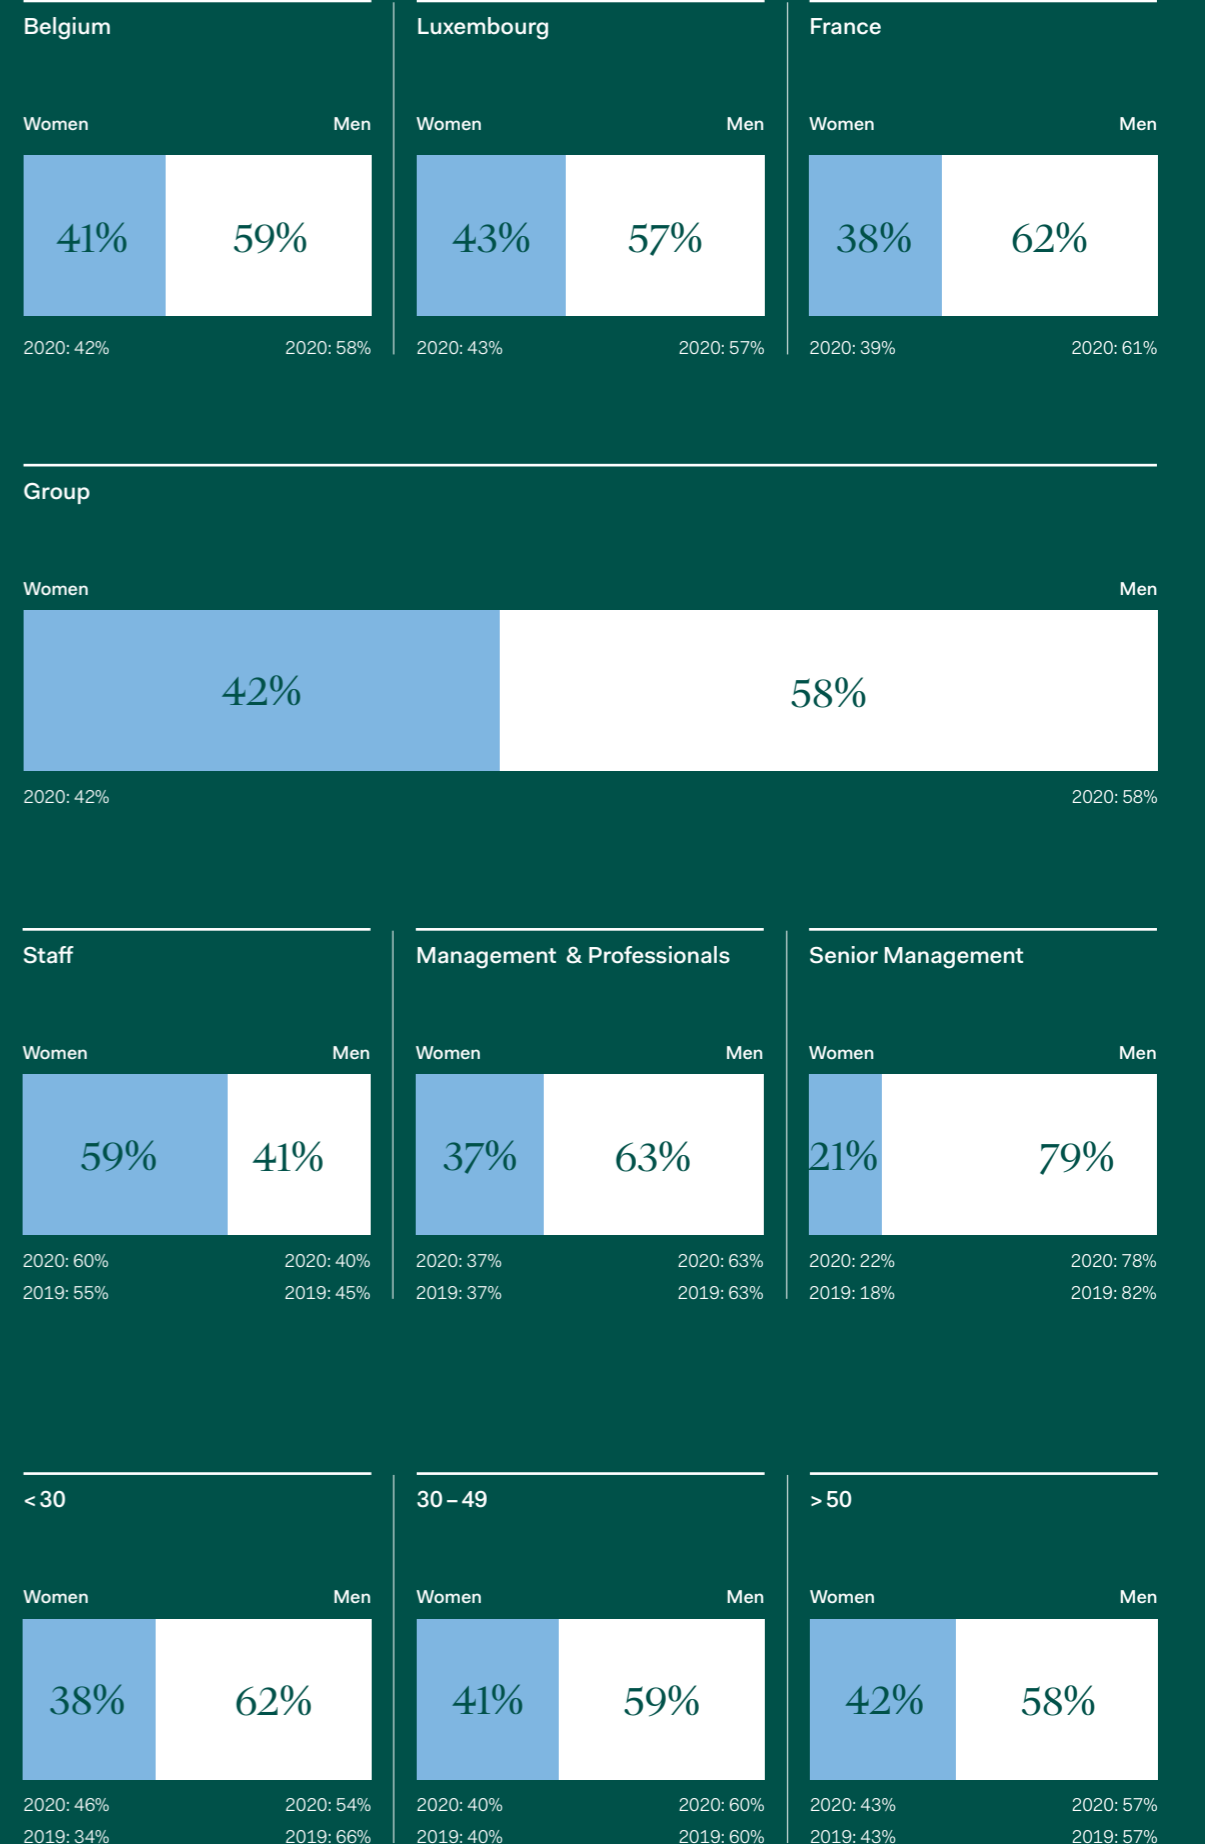 Belgium
Luxembourg
France
Women Men
Women Men
Women Men
41% 59%
43% 57%
38% 62%
2020: 42% 2020: 58%
2020: 43% 2020: 57%
2020: 39% 2020: 61%
Group
Women Men
42% 58%
2020: 42% 2020: 58%
Staff
Management & Professionals
Senior Management
Women Men
Women Men
Women Men
59% 41%
37% 63%
21% 79%
2020: 60% 2020: 40%
2020: 37% 2020: 63%
2020: 22% 2020: 78%
2019: 55% 2019: 45%
2019: 37% 2019: 63%
2019: 18% 2019: 82%
< 30
30 – 49
> 50
Women Men
Women Men
Women Men
38% 62%
41% 59%
42% 58%
2020: 46% 2020: 54%
2020: 40% 2020: 60%
2020: 43% 2020: 57%
2019: 34% 2019: 66%
2019: 40% 2019: 60%
2019: 43% 2019: 57%